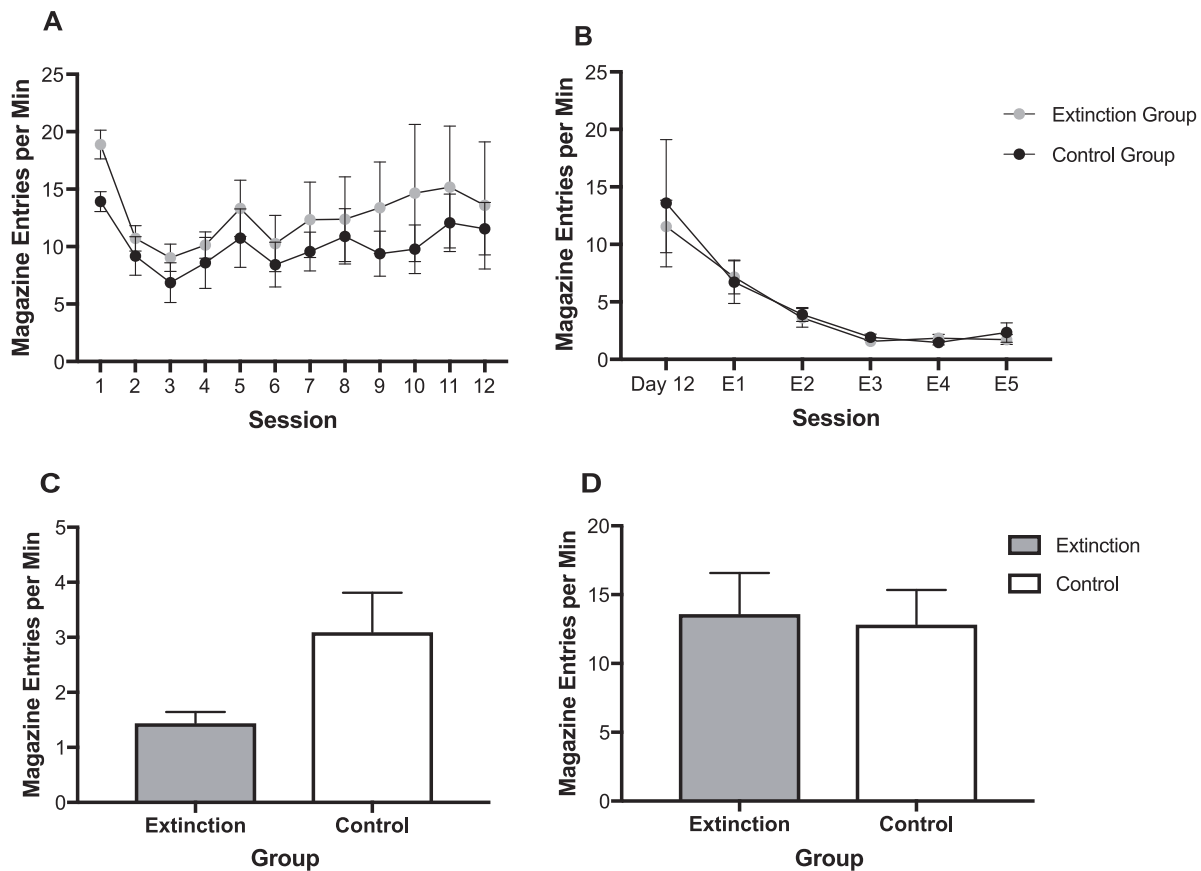 A
Magazine Entries per Min
25
20
15
10
5
0
1 2 3 4 5 6 7 8 9 10 11 12
Session
B
Magazine Entries per Min
25
20
15
10
5
0
Day 12 E1 E2 E3 E4 E5
Session
Extinction Group
Control Group
C
Magazine Entries per Min
5
4
3
2
1
0
Extinction Control
Group
D
Magazine Entries per Min
20
15
10
5
0
Extinction Control
Group
Extinction
Control